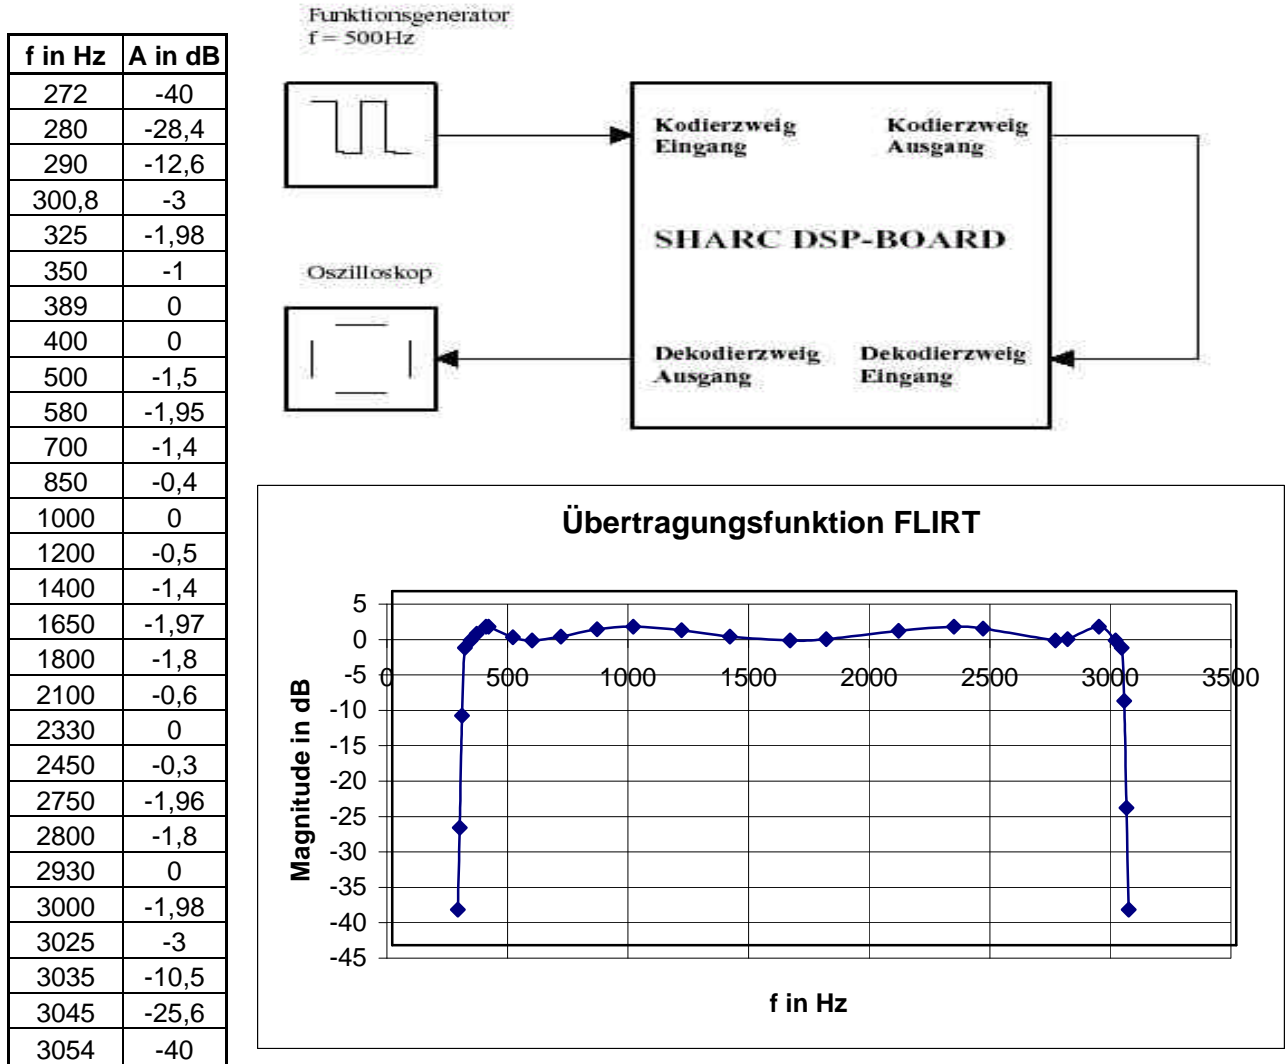 f in Hz A in dB
272 -40
280 -28,4
290 -12,6
300,8 -3
325 -1,98
350 -1
389 0
400 0
500 -1,5
580 -1,95
700 -1,4
850 -0,4
1000 0
1200 -0,5
1400 -1,4
1650 -1,97
1800 -1,8
2100 -0,6
2330 0
2450 -0,3
2750 -1,96
2800 -1,8
2930 0
3000 -1,98
3025 -3
3035 -10,5
3045 -25,6
3054 -40
Funktionsgenerator
f = 500Hz
Kodierzweig
Eingang
Kodierzweig
Ausgang
SHARC DSP-BOARD
Oszilloskop
Dekodierzweig
Ausgang
Dekodierzweig
Eingang
Übertragungsfunktion FLIRT
Magnitude in dB
5
0
-5
-10
-15
-20
-25
-30
-35
-40
-45
0 500 1000 1500 2000 2500 3000 3500
f in Hz